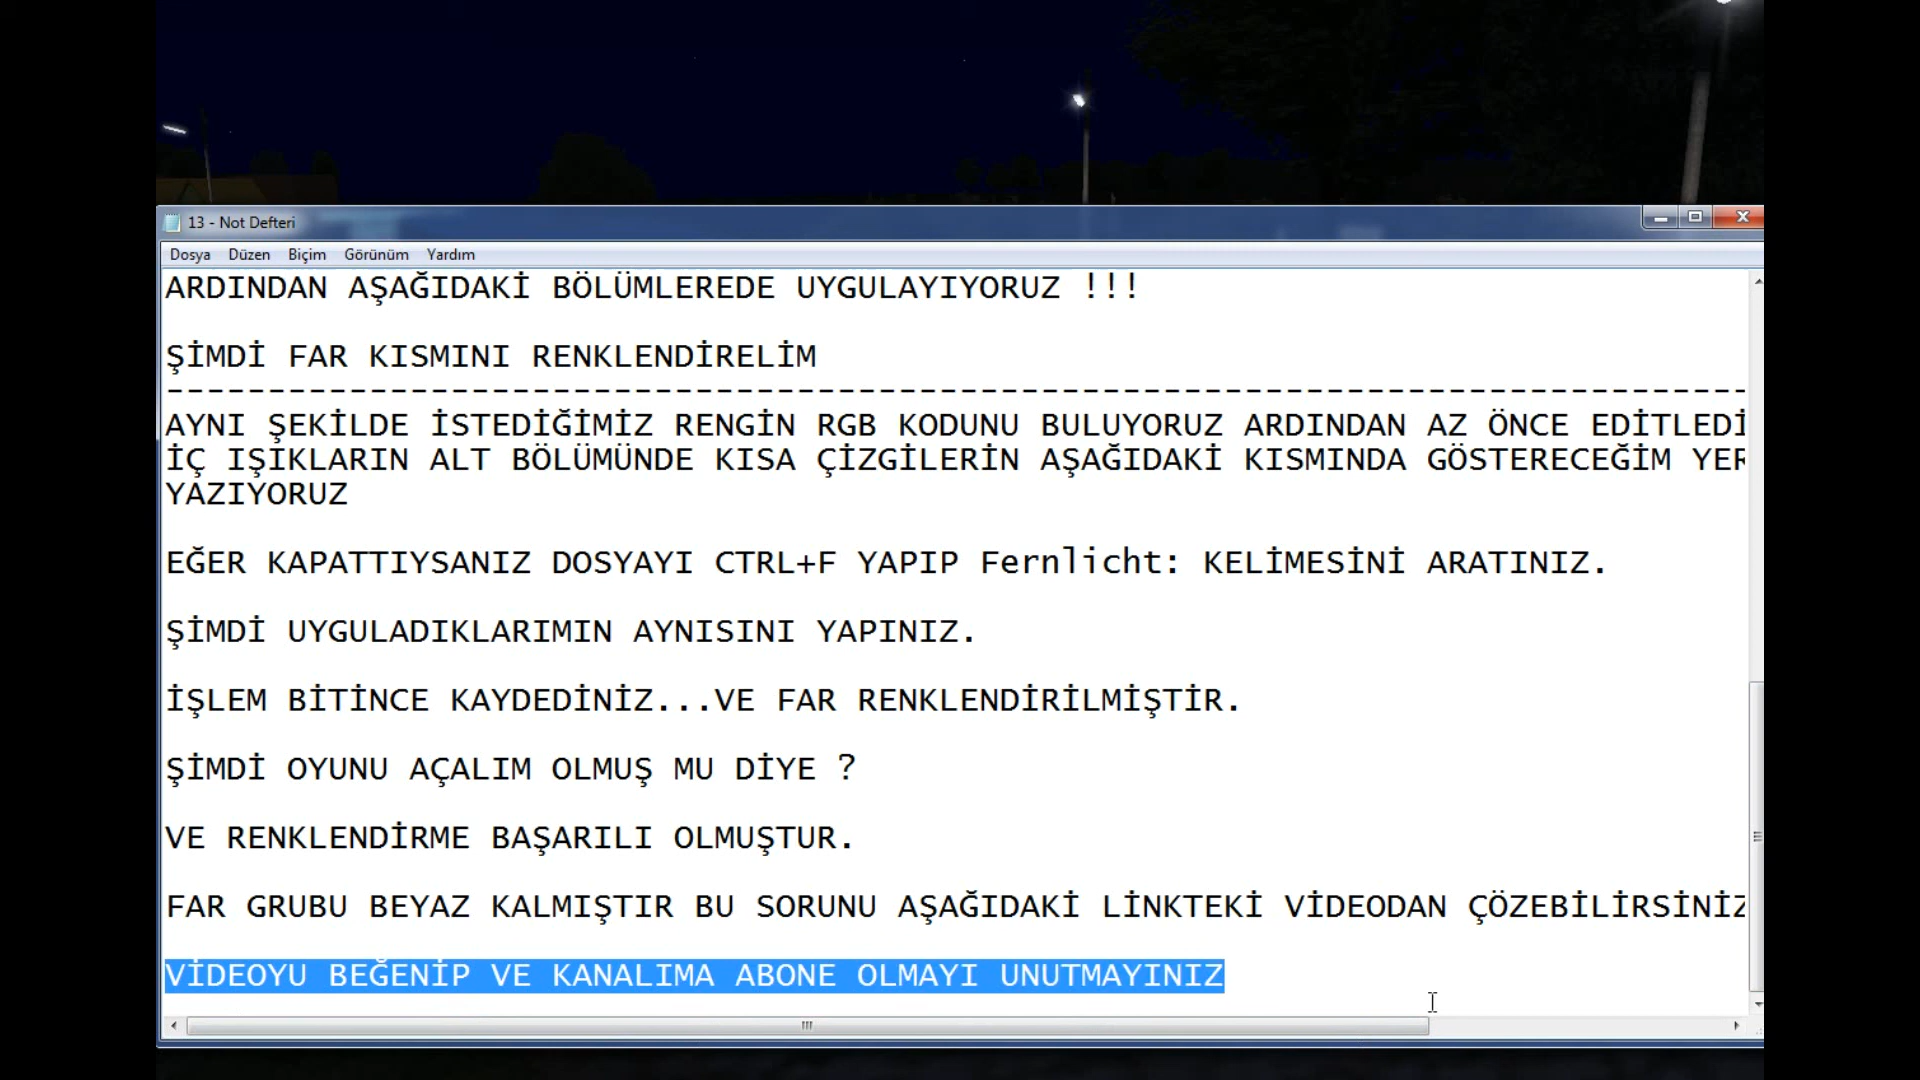 13 - Not Defteri
Dosya Düzen Biçim Görünüm Yardım
ARDINDAN AŞAĞIDAKİ BÖLÜMLEREDE UYGULAYIYORUZ !!!
ŞİMDİ FAR KISMINI RENKLENDİRELİM
------------------------------------------------------------------------------
AYNI ŞEKİLDE İSTEDİĞİMİZ RENGİN RGB KODUNU BULUYORUZ ARDINDAN AZ ÖNCE EDİTLEDİ
İÇ IŞIKLARIN ALT BÖLÜMÜNDE KISA ÇİZGİLERİN AŞAĞIDAKİ KISMINDA GÖSTERECEĞİM YER
YAZIYORUZ
EĞER KAPATTIYSANIZ DOSYAYI CTRL+F YAPIP Fernlicht: KELİMESİNİ ARATINIZ.
ŞİMDİ UYGULADIKLARIMIN AYNISINI YAPINIZ.
İŞLEM BİTİNCE KAYDEDİNİZ...VE FAR RENKLENDİRİLMİŞTİR.
ŞİMDİ OYUNU AÇALIM OLMUŞ MU DİYE ?
VE RENKLENDİRME BAŞARILI OLMUŞTUR.
FAR GRUBU BEYAZ KALMIŞTIR BU SORUNU AŞAĞIDAKİ LİNKTEKİ VİDEODAN ÇÖZEBİLİRSİNİZ
VİDEOYU BEĞENİP VE KANALIMA ABONE OLMAYI UNUTMAYINIZ